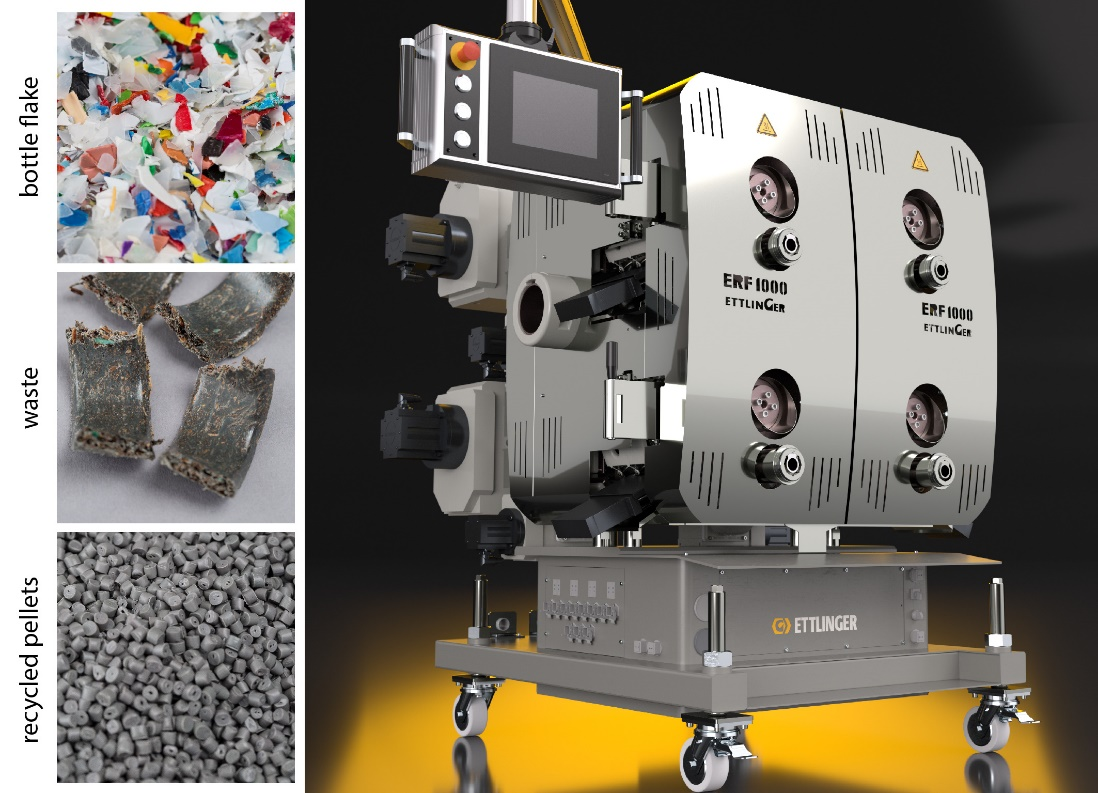 bottle flake
waste
recycled pellets
ERF 1000
ETTLINGER
ERF 1000
ETTLINGER
ETTLINGER